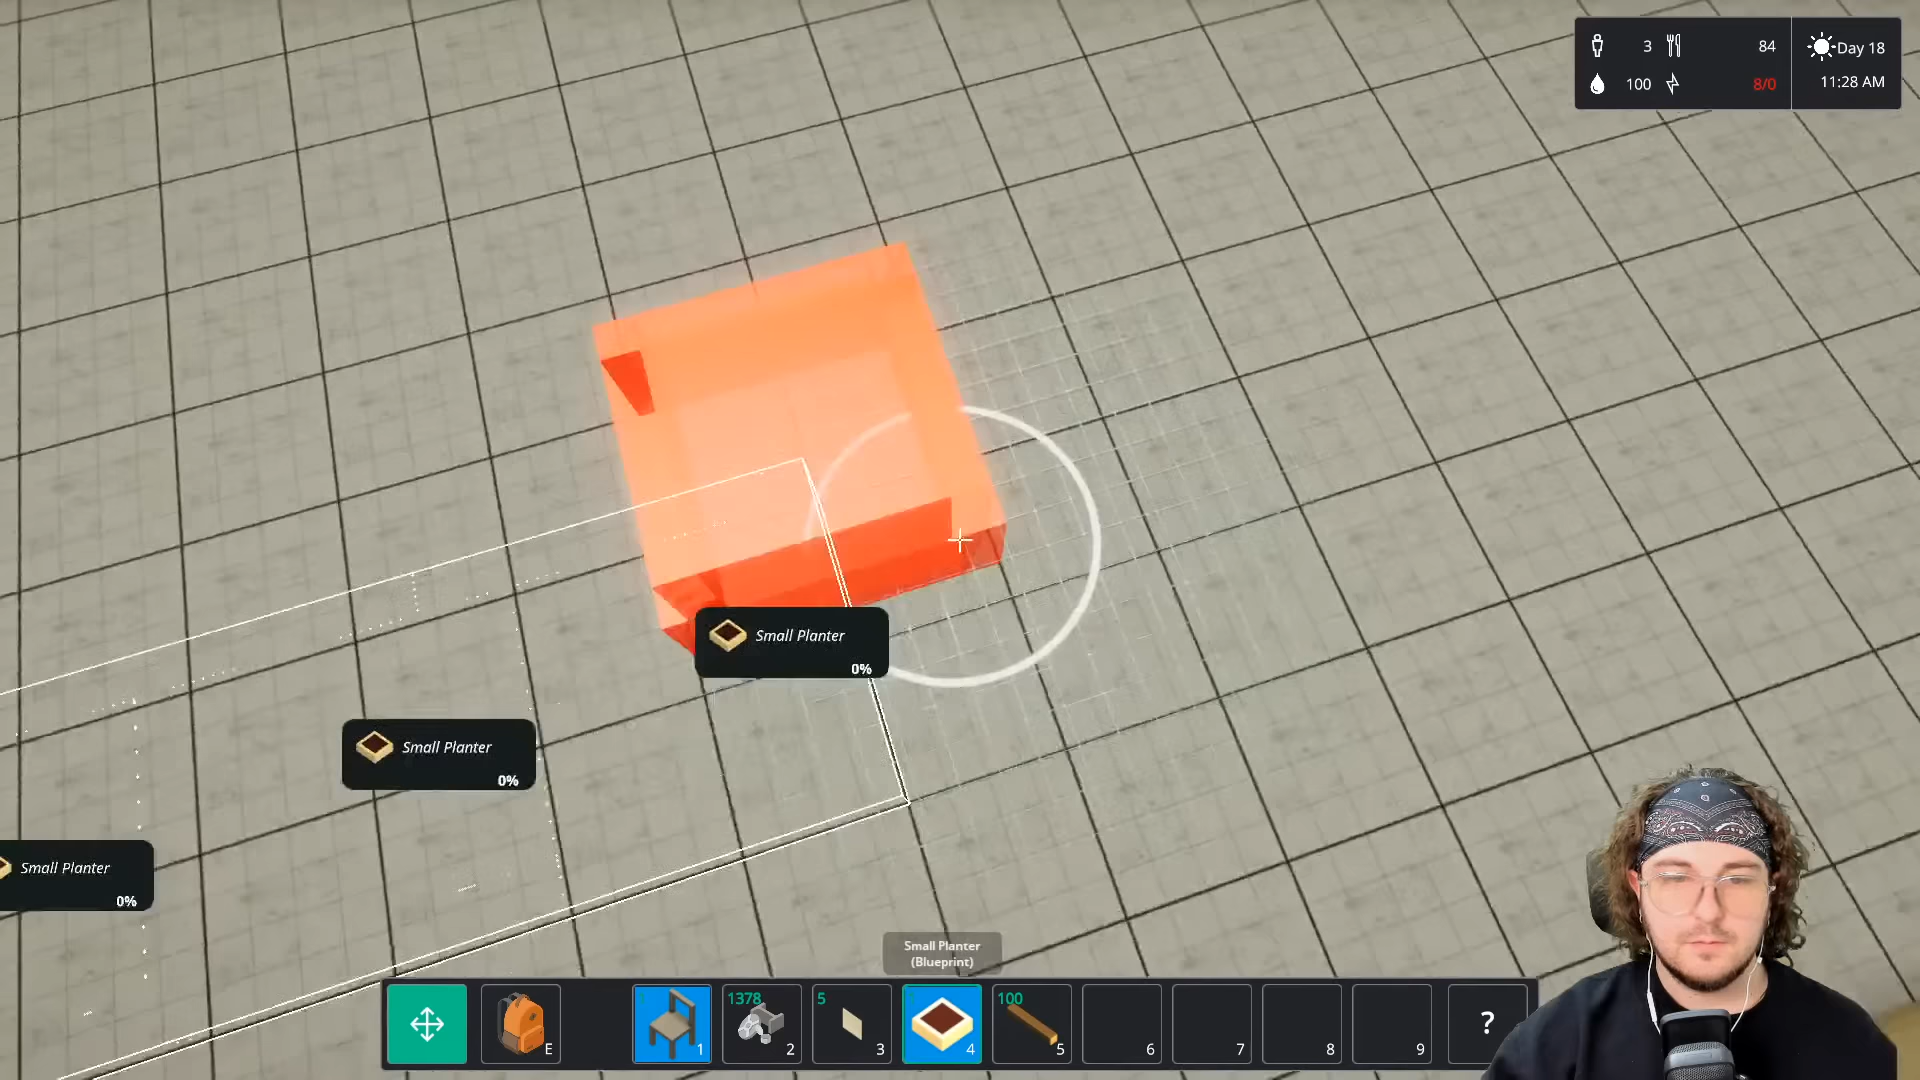 3
84
Day 18
100
8/0
11:28 AM
Small Planter
0%
Small Planter
0%
Small Planter
0%
Small Planter
(Blueprint)
E
1
1378
2
5
3
4
100
5
6
7
8
9
?